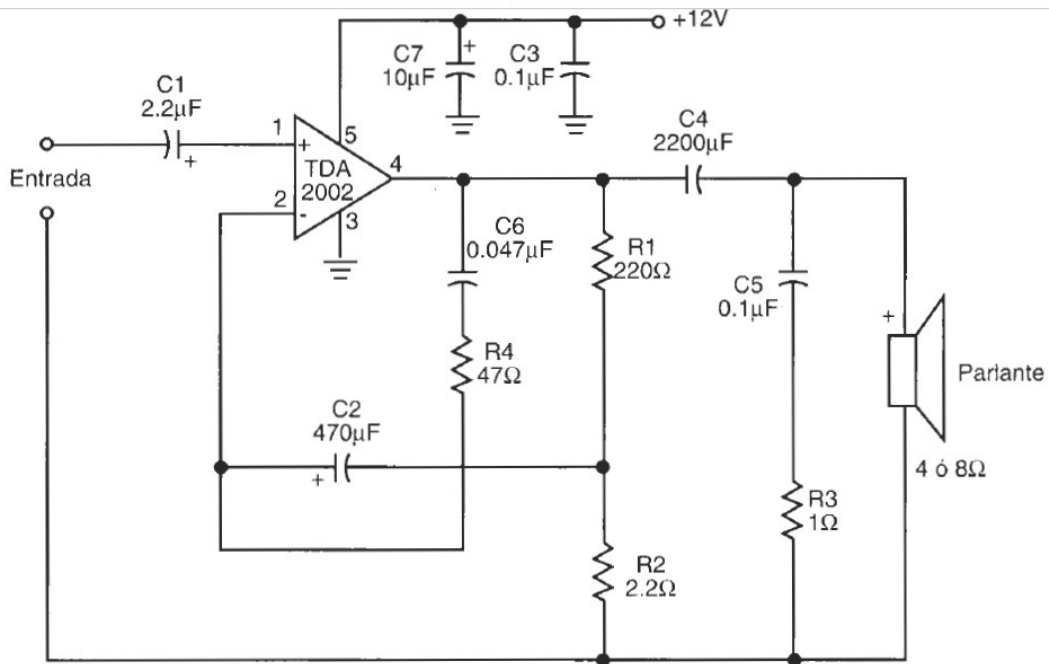 +12V
C7
10µF
+
C3
0.1µF
C1
2.2µF
+
Entrada
1
+
TDA
2002
2
-
5
4
3
C4
2200µF
C6
0.047µF
R1
220Ω
C5
0.1µF
R4
47Ω
+
Parlante
C2
470µF
+
4 ó 8Ω
R3
1Ω
R2
2.2Ω